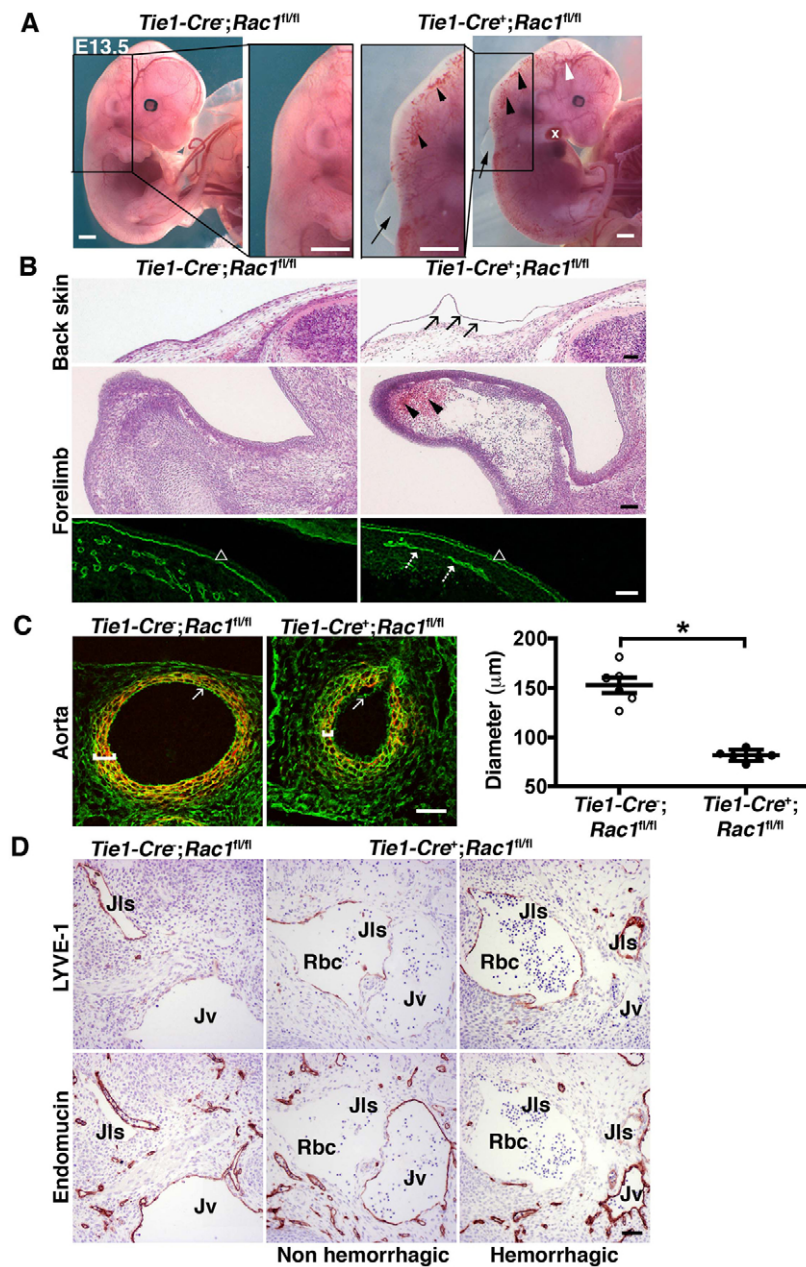 A
Tie1-Cre⁻;Rac1fl/fl
Tie1-Cre⁺;Rac1fl/fl
E13.5
x
B
Tie1-Cre⁻;Rac1fl/fl
Tie1-Cre⁺;Rac1fl/fl
Back skin
Forelimb
C
Tie1-Cre⁻;Rac1fl/fl
Tie1-Cre⁺;Rac1fl/fl
Aorta
*
Diameter (μm)
200
150
100
50
Tie1-Cre⁻;
Rac1fl/fl
Tie1-Cre⁺;
Rac1fl/fl
D
Tie1-Cre⁻;Rac1fl/fl
Tie1-Cre⁺;Rac1fl/fl
LYVE-1
Jls
Jv
Jls
Rbc
Jv
Jls
Rbc
Jls
Jv
Endomucin
Jls
Jv
Jls
Rbc
Jv
Jls
Rbc
Jls
Jv
Non hemorrhagic
Hemorrhagic